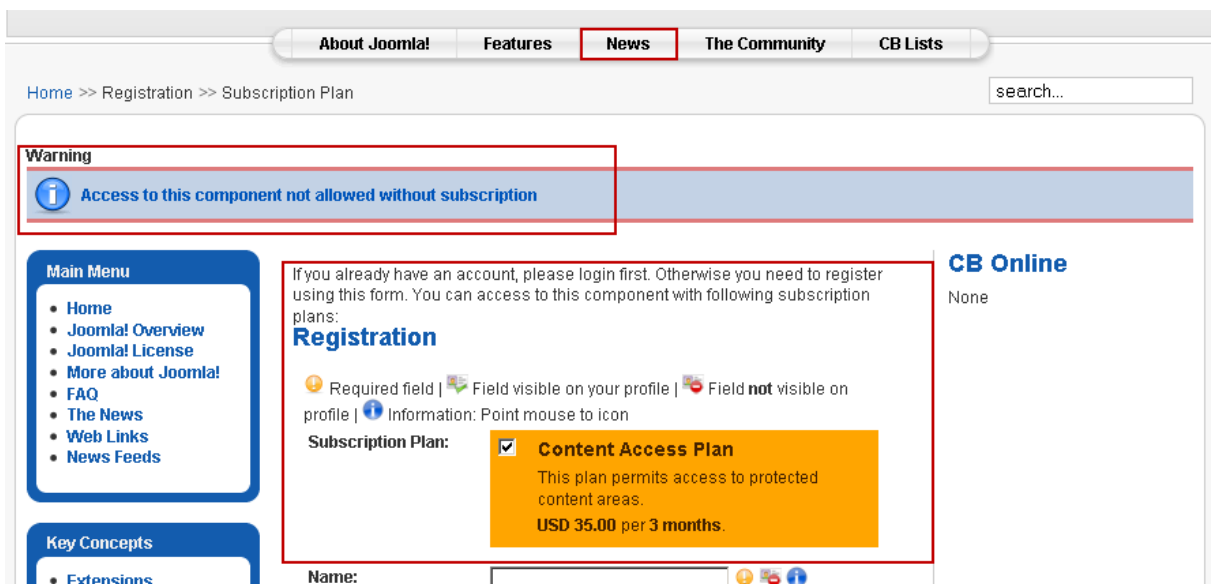 About Joomla! Features News The Community CB Lists
Home >> Registration >> Subscription Plan
search...
Warning
Access to this component not allowed without subscription
Main Menu
Home
Joomla! Overview
Joomla! License
More about Joomla!
FAQ
The News
Web Links
News Feeds
Key Concepts
Extensions
If you already have an account, please login first. Otherwise you need to register
using this form. You can access to this component with following subscription
plans:
Registration
Required field | Field visible on your profile | Field not visible on
profile | Information: Point mouse to icon
Subscription Plan:
Content Access Plan
This plan permits access to protected
content areas.
USD 35.00 per 3 months.
Name:
CB Online
None